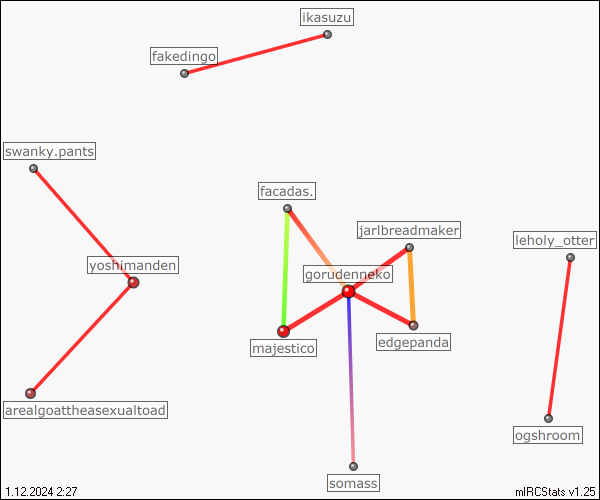 ikasuzu
fakedingo
swanky.pants
facadas.
jarlbreadmaker
leholy_otter
yoshimanden
gorudenneko
majestico
edgepanda
arealgoattheasexualtoad
ogshroom
somass
1.12.2024 2:27
mIRCStats v1.25